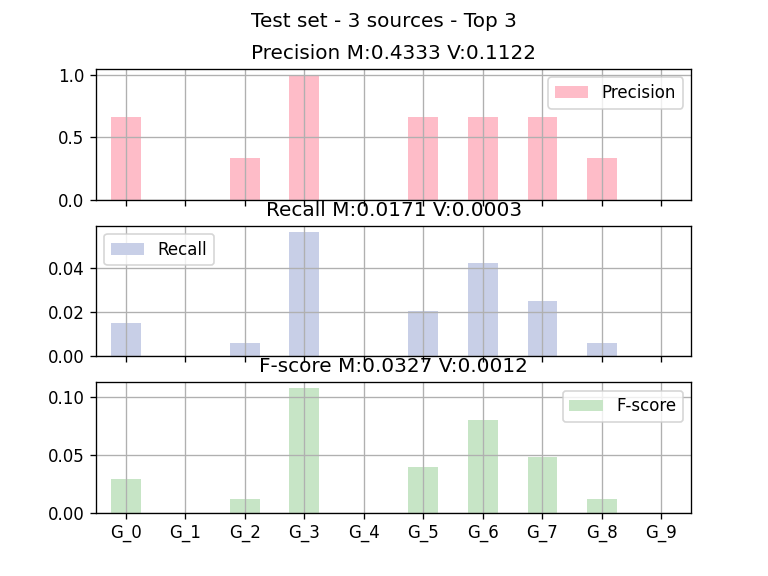 Test set - 3 sources - Top 3
Precision M:0.4333 V:0.1122
1.0
0.5
0.0
Precision
Recall M:0.0171 V:0.0003
0.04
0.02
0.00
Recall
F-score M:0.0327 V:0.0012
0.10
0.05
0.00
F-score
G_0 G_1 G_2 G_3 G_4 G_5 G_6 G_7 G_8 G_9